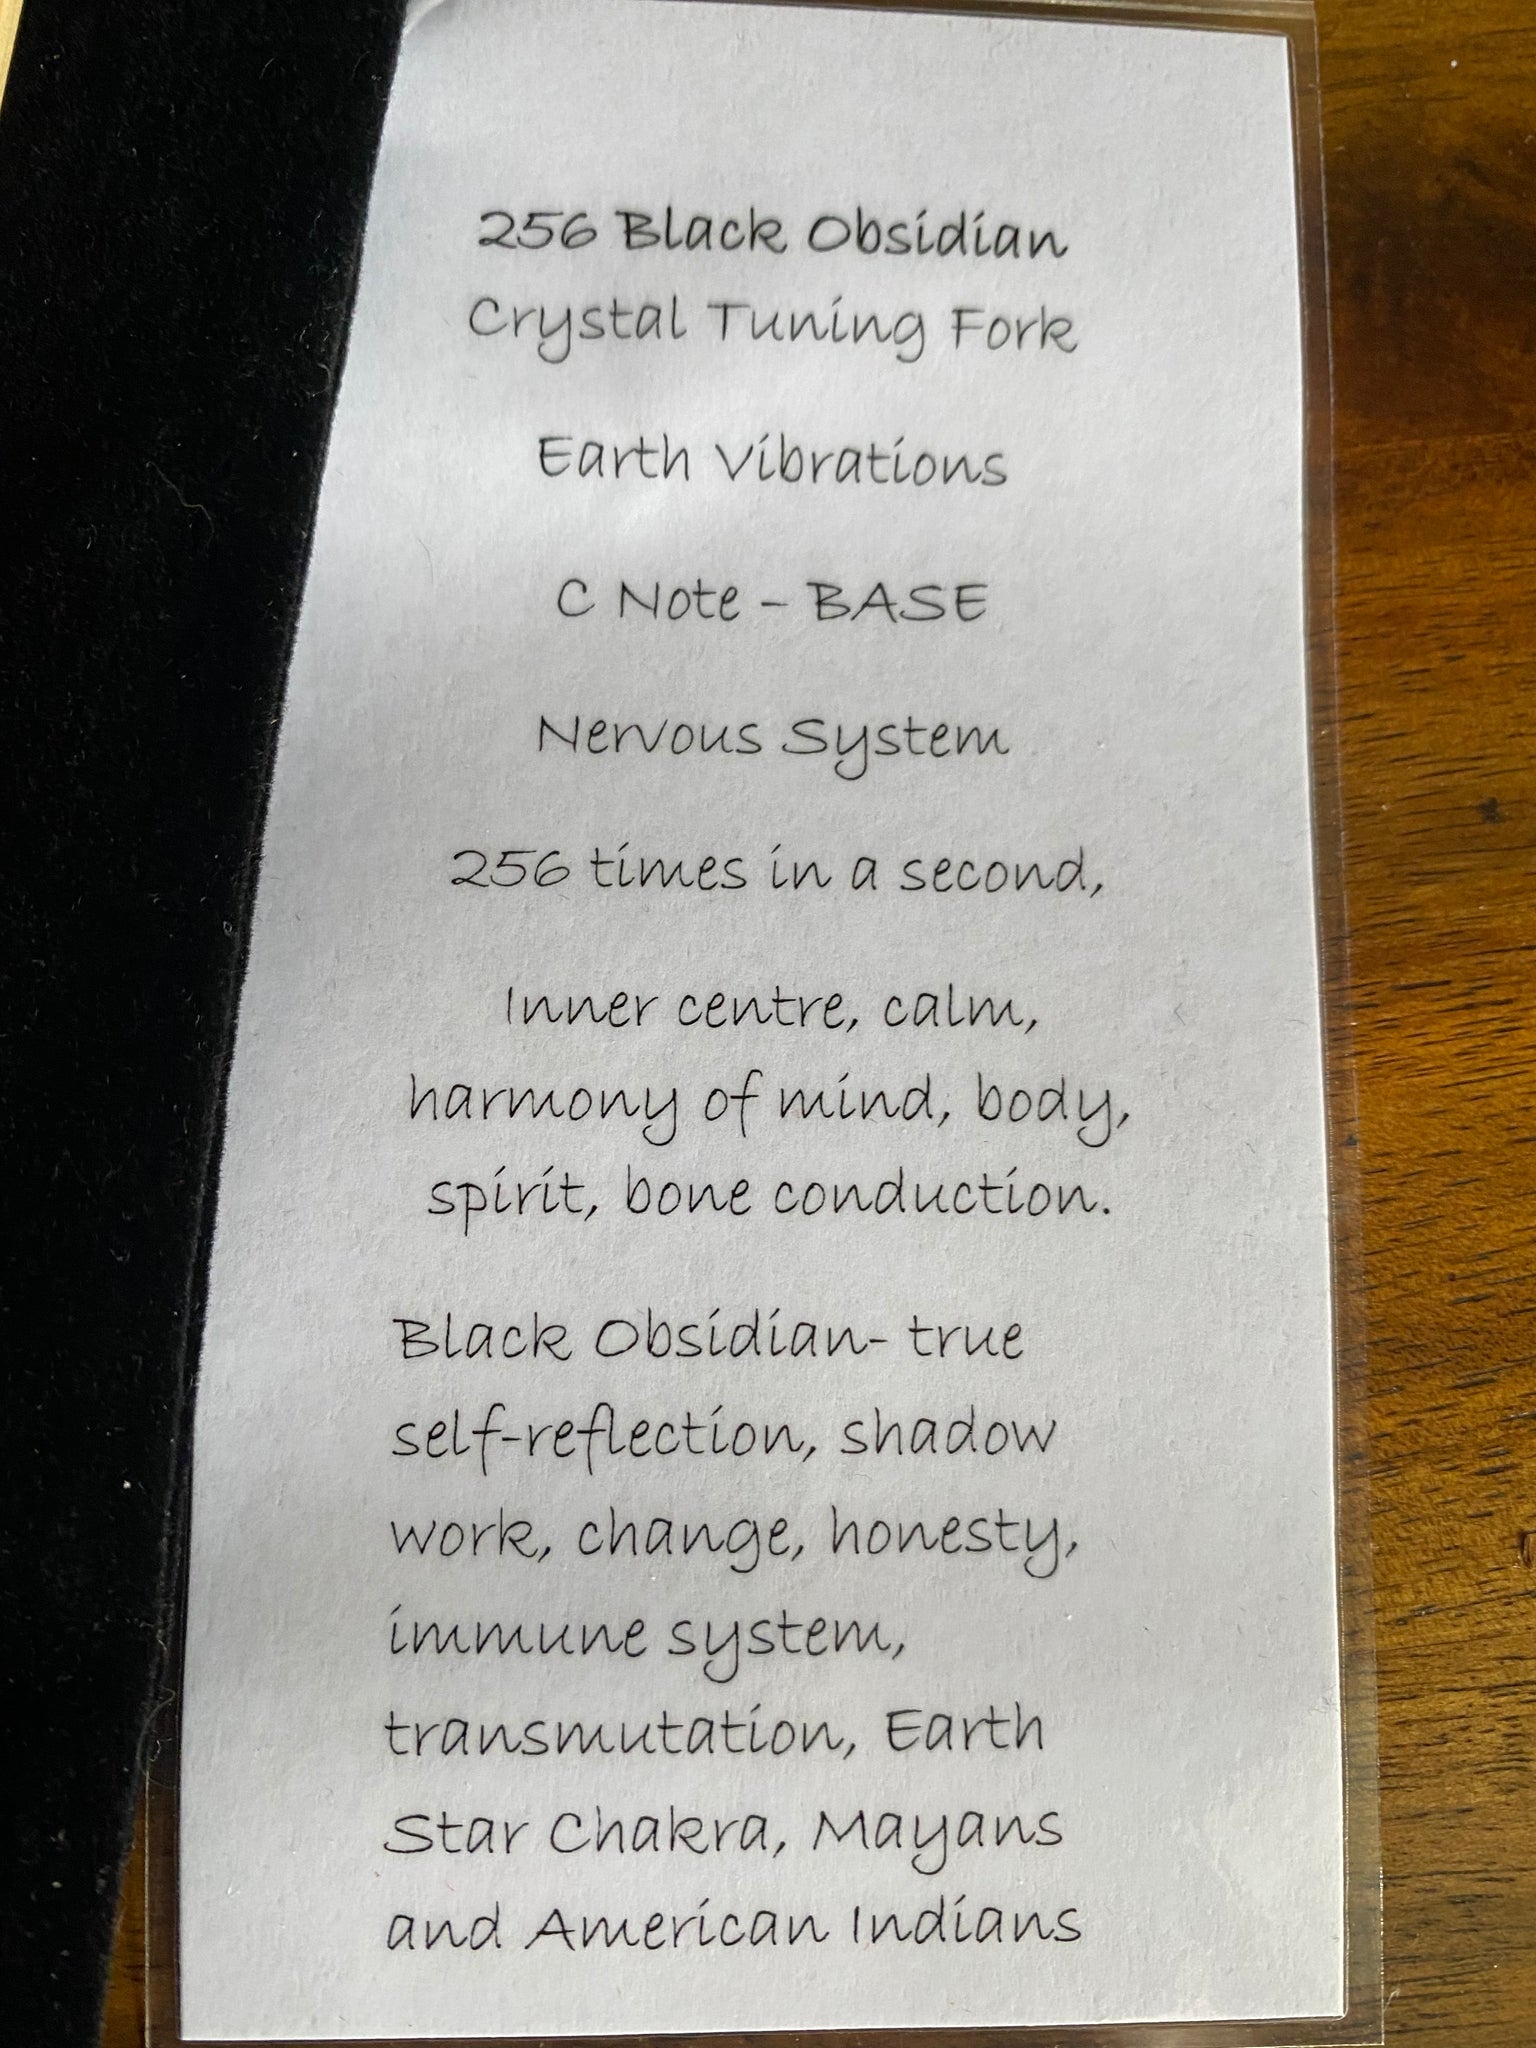 256 Black Obsidian
Crystal Tuning Fork
Earth Vibrations
C Note – BASE
Nervous System
256 times in a second,
Inner centre, calm,
harmony of mind, body,
spirit, bone conduction.
Black Obsidian- true
self-reflection, shadow
work, change, honesty,
immune system,
transmutation, Earth
Star Chakra, Mayans
and American Indians